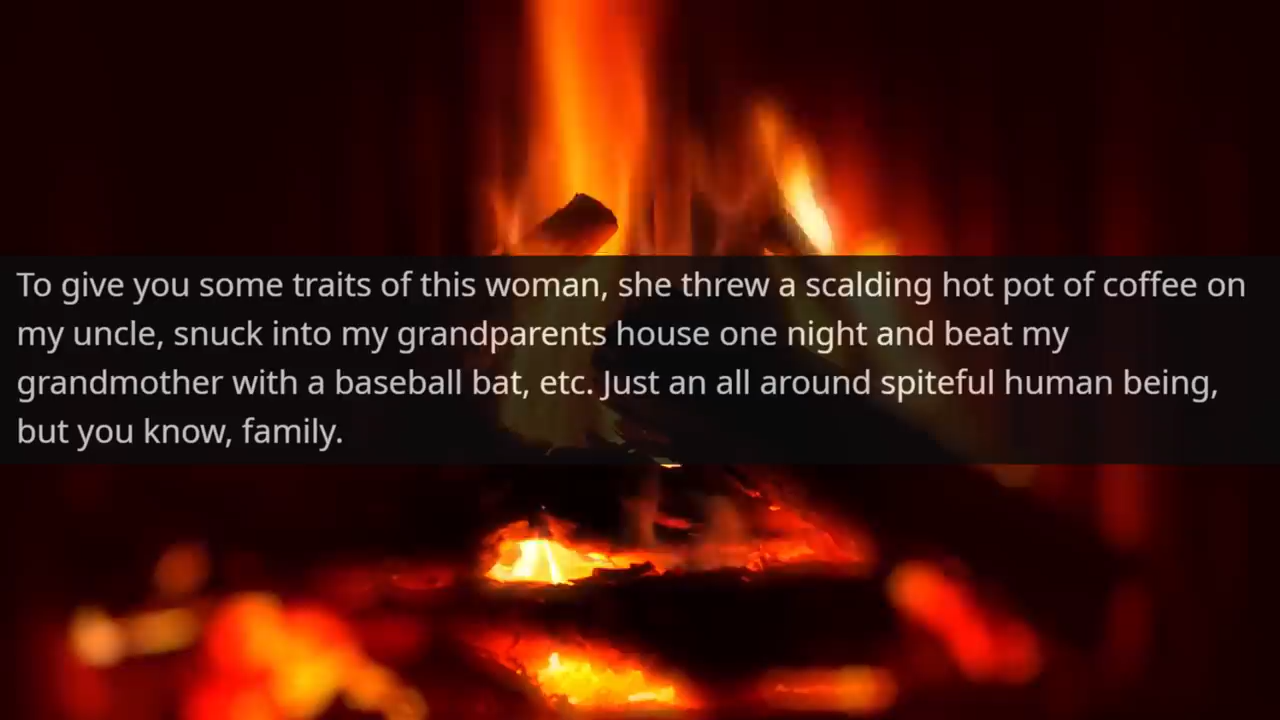 To give you some traits of this woman, she threw a scalding hot pot of coffee on
my uncle, snuck into my grandparents house one night and beat my
grandmother with a baseball bat, etc. Just an all around spiteful human being,
but you know, family.